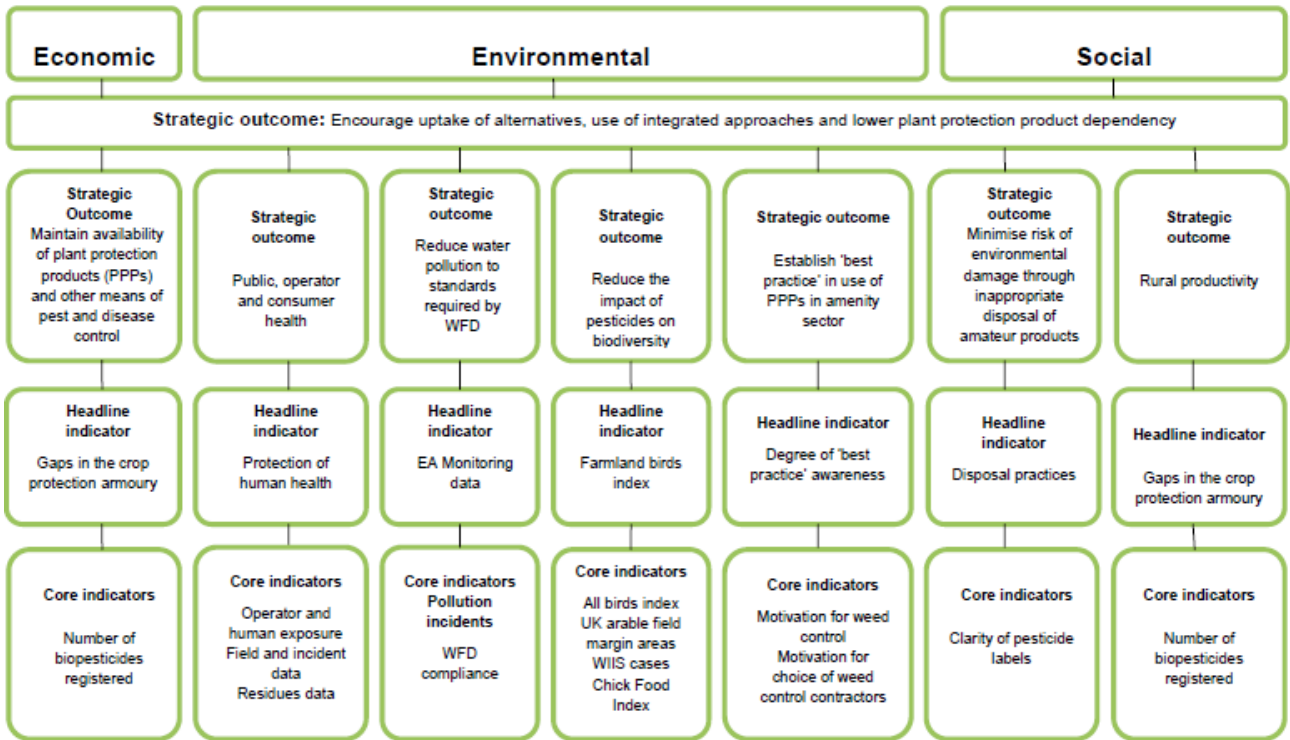 Economic
Environmental
Social
Strategic outcome: Encourage uptake of alternatives, use of integrated approaches and lower plant protection product dependency
Strategic
Outcome
Maintain availability
of plant protection
products (PPPs)
and other means of
pest and disease
control
Strategic
outcome
Public, operator
and consumer
health
Strategic
outcome
Reduce water
pollution to
standards
required by
WFD
Strategic
outcome
Reduce the
impact of
pesticides on
biodiversity
Strategic outcome
Establish 'best
practice' in use of
PPPs in amenity
sector
Strategic
outcome
Minimise risk of
environmental
damage through
inappropriate
disposal of
amateur products
Strategic
outcome
Rural productivity
Headline
indicator
Gaps in the crop
protection armoury
Headline
indicator
Protection of
human health
Headline
indicator
EA Monitoring
data
Headline
indicator
Farmland birds
index
Headline indicator
Degree of 'best
practice' awareness
Headline
indicator
Disposal practices
Headline indicator
Gaps in the crop
protection armoury
Core indicators
Number of
biopesticides
registered
Core indicators
Operator and
human exposure
Field and incident
data
Residues data
Core indicators
Pollution
incidents
WFD
compliance
Core indicators
All birds index
UK arable field
margin areas
WIIS cases
Chick Food
Index
Core indicators
Motivation for weed
control
Motivation for
choice of weed
control contractors
Core indicators
Clarity of pesticide
labels
Core indicators
Number of
biopesticides
registered